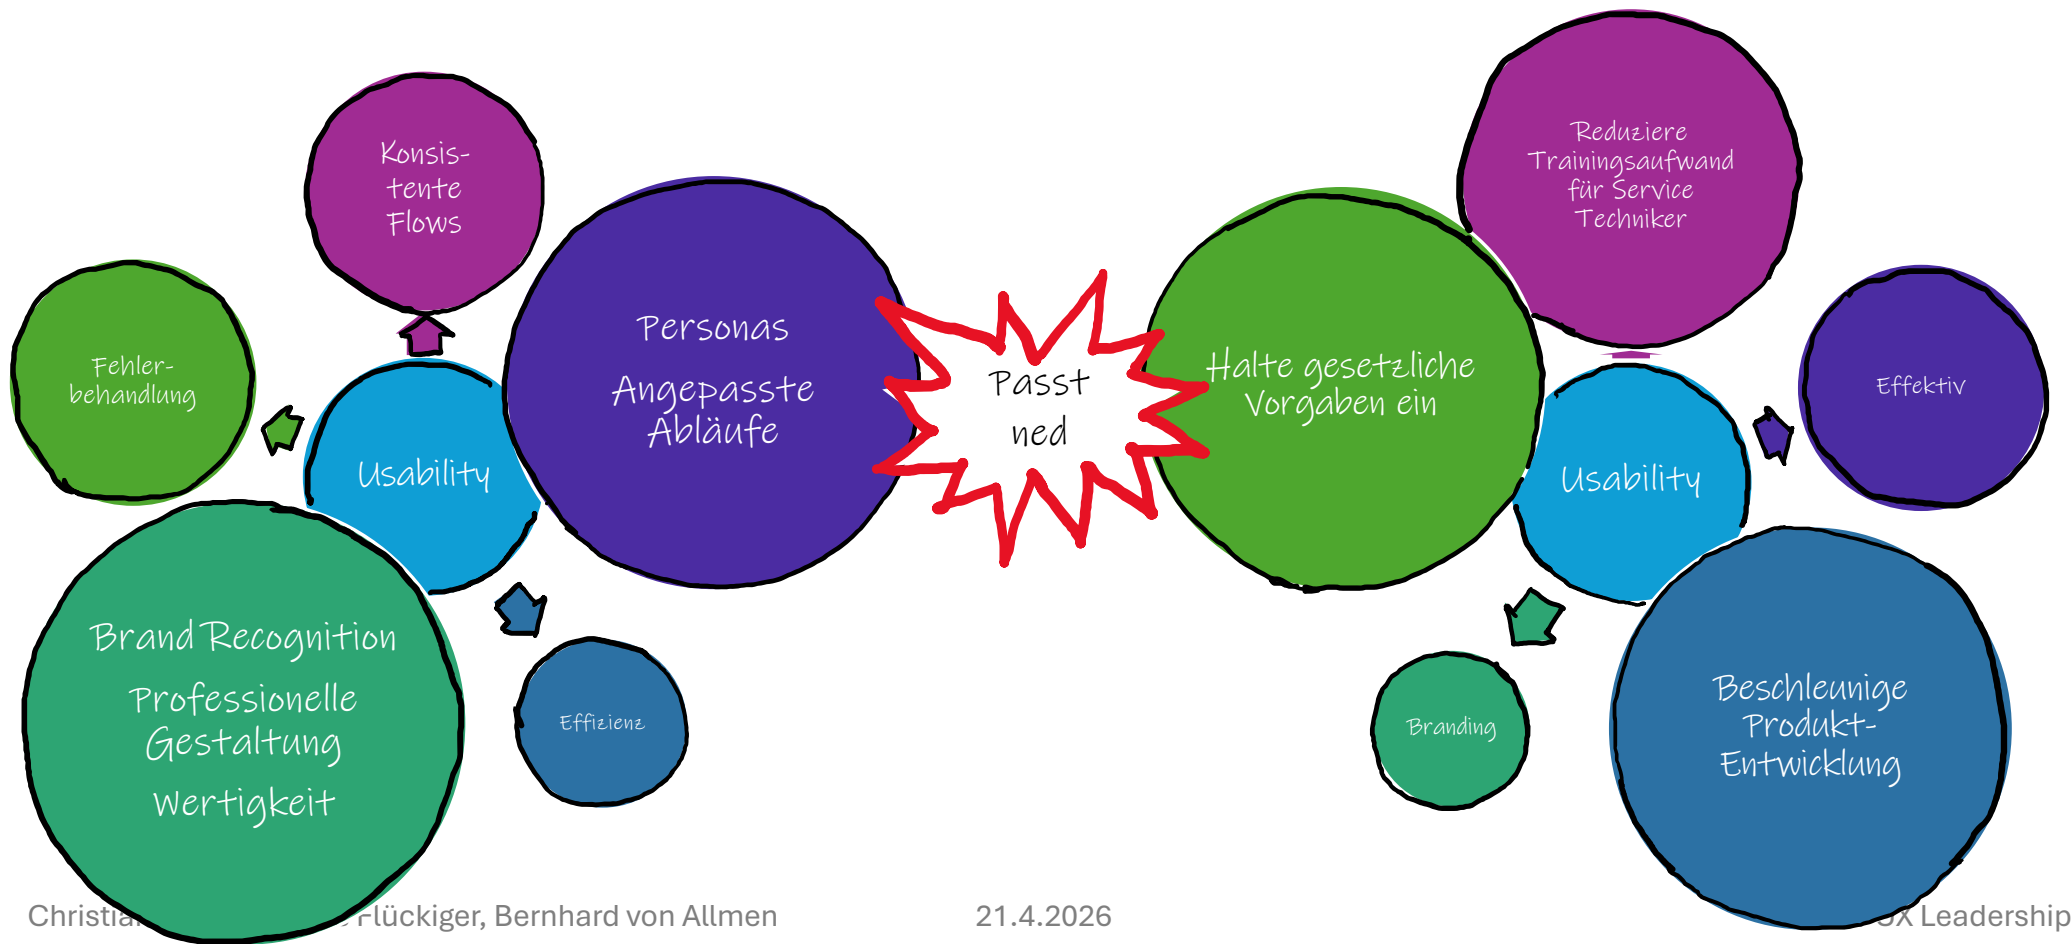 Konsis-
tente
Flows
Fehler-
behandlung
Usability
Personas
Angepasste
Abläufe
Brand Recognition
Professionelle
Gestaltung
Wertigkeit
Effizienz
Passt
ned
Halte gesetzliche
Vorgaben ein
Reduziere
Trainingsaufwand
für Service
Techniker
Effektiv
Usability
Branding
Beschleunige
Produkt-
Entwicklung
Flückiger, Bernhard von Allmen
21.4.2026
UX Leadership